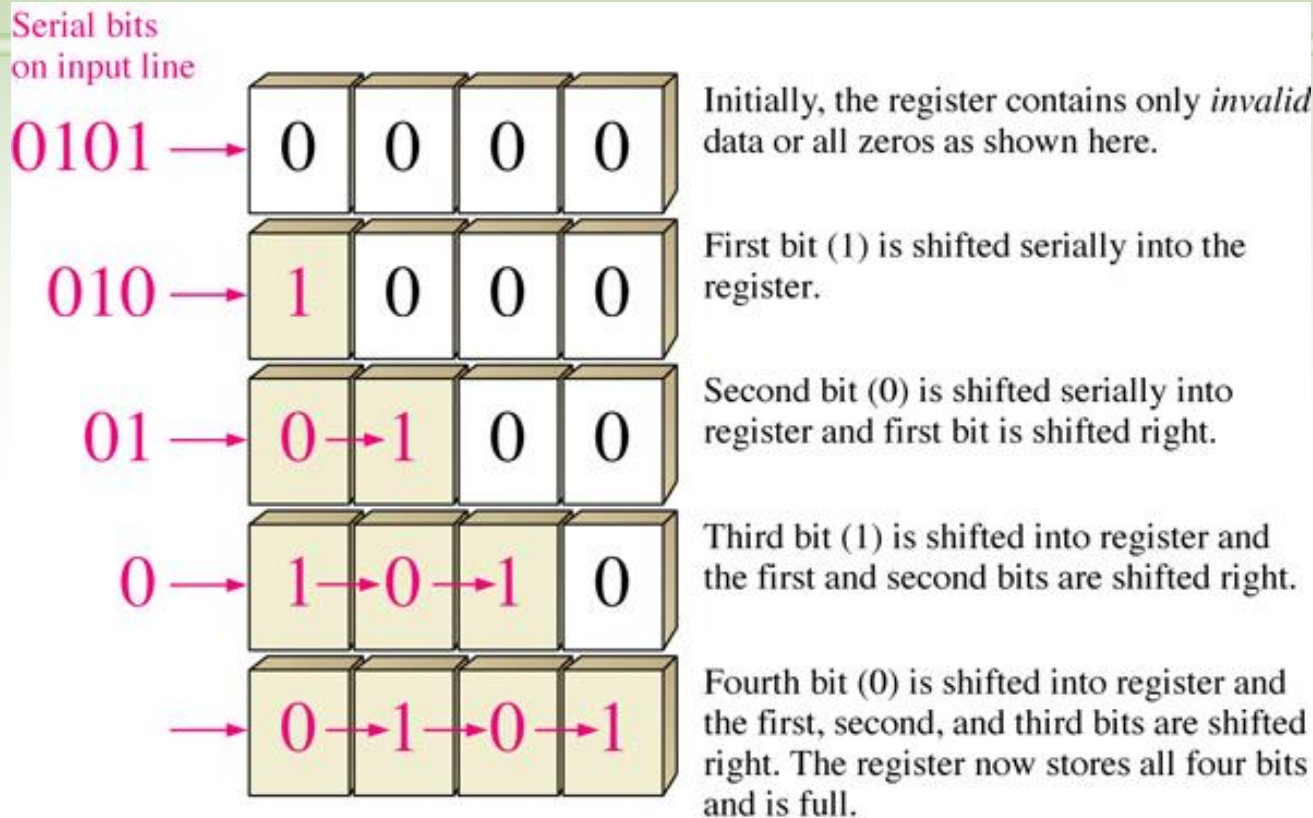 Serial bits
on input line
0101 0 0 0 0
Initially, the register contains only invalid
data or all zeros as shown here.
010 1 0 0 0
First bit (1) is shifted serially into the
register.
01 0 1 0 0
Second bit (0) is shifted serially into
register and first bit is shifted right.
0 1 0 1 0
Third bit (1) is shifted into register and
the first and second bits are shifted right.
0 1 0 1
Fourth bit (0) is shifted into register and
the first, second, and third bits are shifted
right. The register now stores all four bits
and is full.